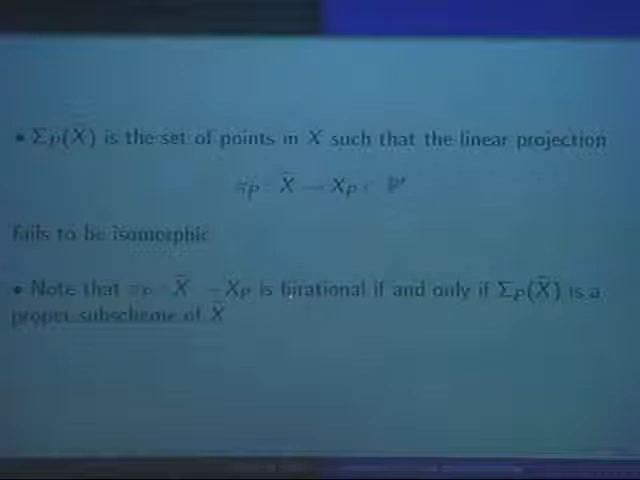 • Σ_P(X̃) is the set of points in X̃ such that the linear projection
π_P : X̃ → X_P ⊂ ℙ^r
fails to be isomorphic
• Note that π_P : X̃ → X_P is birational if and only if Σ_P(X̃) is a
proper subscheme of X̃